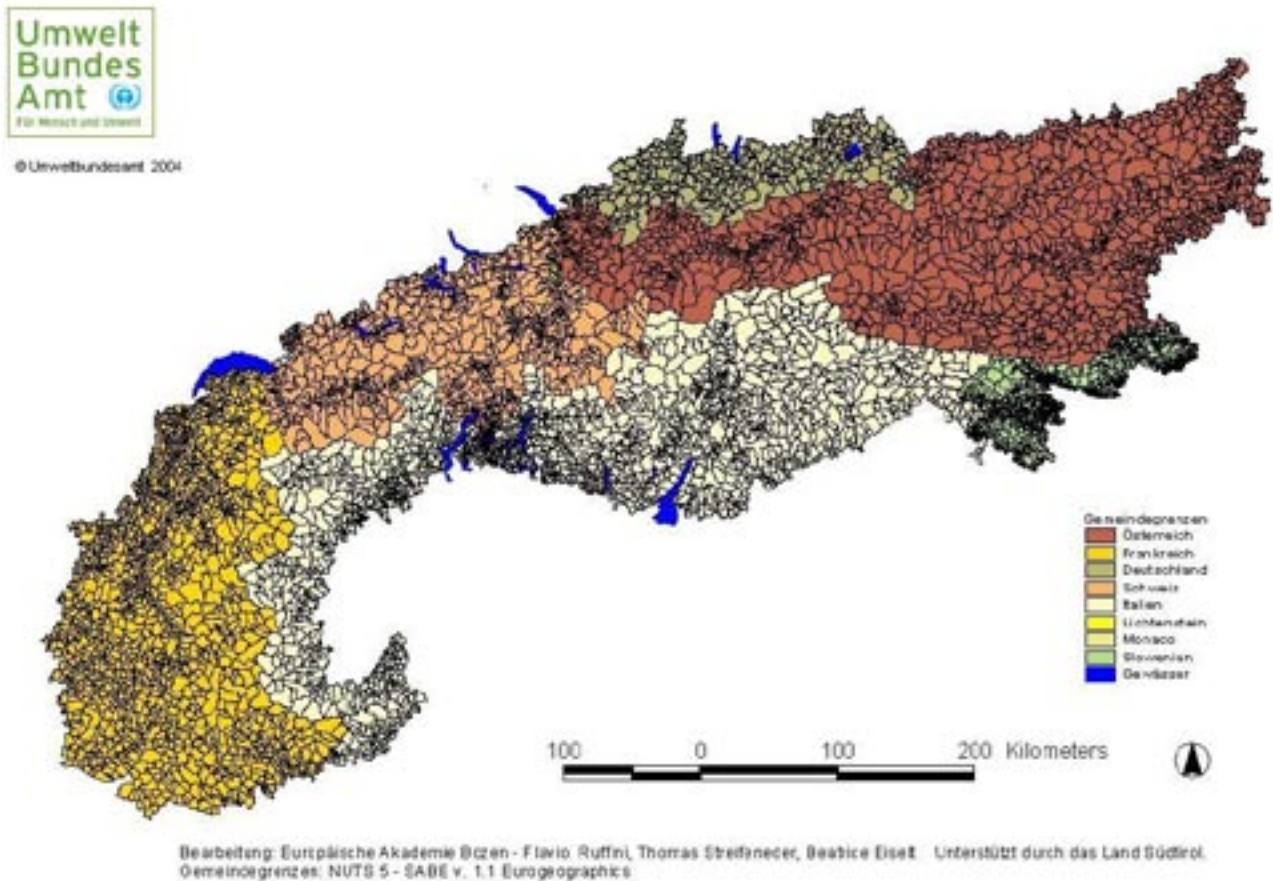 Umwelt
Bundes
Amt
Für Mensch und Umwelt
© Umweltbundesamt 2004
Gemeindegrenzen
Österreich
Frankreich
Deutschland
Schweiz
Italien
Lichtenstein
Monaco
Slowenien
Gewässer
100 0 100 200 Kilometers
Bearbeitung: Europäische Akademie Bozen - Flavio Ruffini, Thomas Streifeneder, Beatrice Eiselt Unterstützt durch das Land Südtirol.
Gemeindegrenzen: NUTS 5 - SABE v. 1.1 Eurogeographics